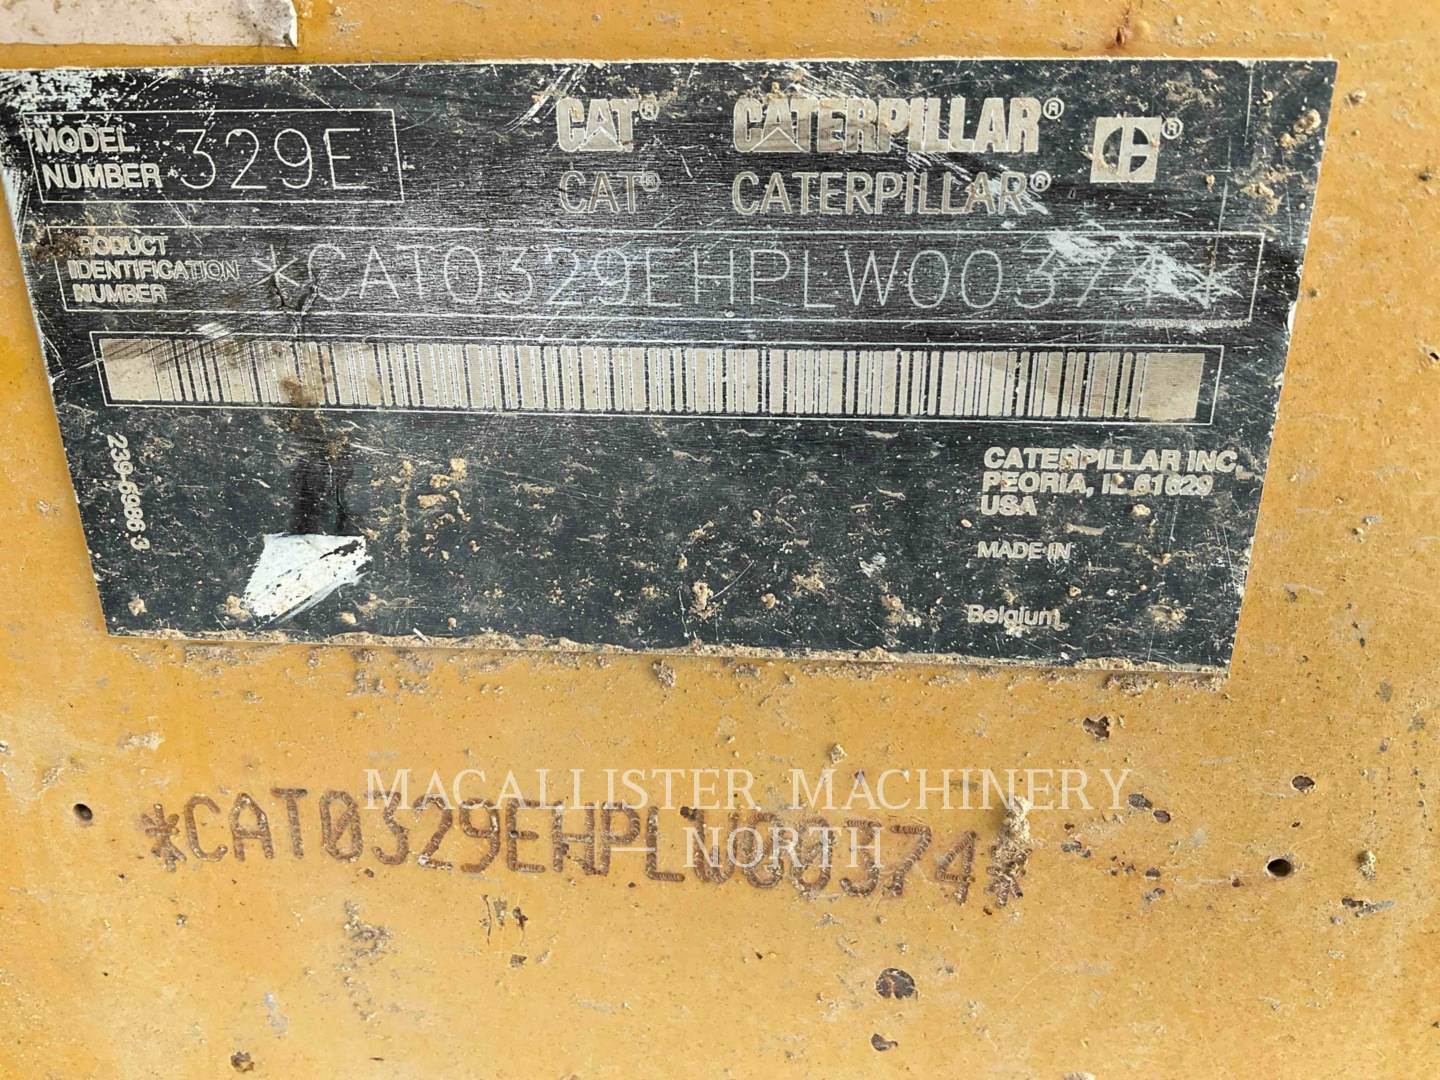 MODEL NUMBER 329E
CAT® CATERPILLAR® ®
CAT® CATERPILLAR®
PRODUCT IDENTIFICATION NUMBER *CAT0329EHPLW00374*
CATERPILLAR INC.
PEORIA, IL 61629
USA
MADE IN
Belgium
239-6986 3
MACALLISTER MACHINERY
— NORTH —
*CAT0329EHPLW00374*